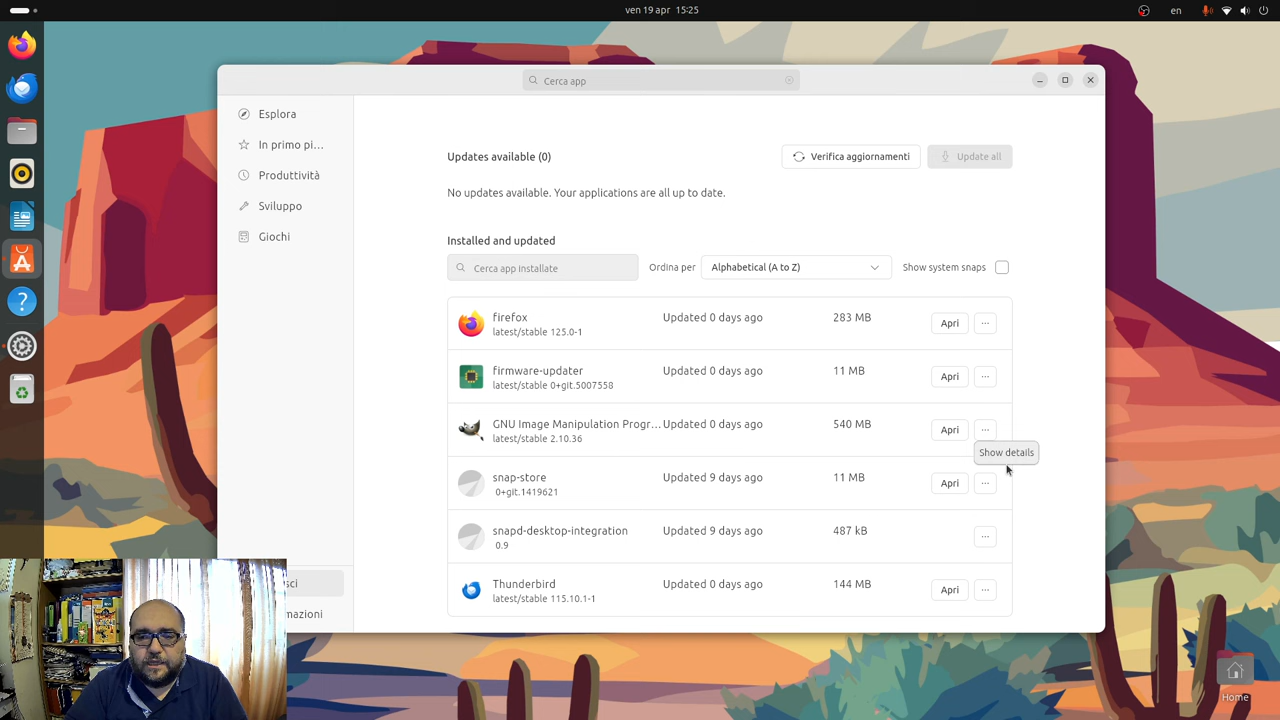 ven 19 apr 15:25
en
Cerca app
Esplora
In primo pi...
Produttività
Sviluppo
Giochi
sci
mazioni
Updates available (0)
Verifica aggiornamenti
Update all
No updates available. Your applications are all up to date.
Installed and updated
Cerca app installate
Ordina per
Alphabetical (A to Z)
Show system snaps
firefox
latest/stable 125.0-1
Updated 0 days ago
283 MB
Apri
firmware-updater
latest/stable 0+git.5007558
Updated 0 days ago
11 MB
Apri
GNU Image Manipulation Progr...
latest/stable 2.10.36
Updated 0 days ago
540 MB
Apri
Show details
snap-store
0+git.1419621
Updated 9 days ago
11 MB
Apri
snapd-desktop-integration
0.9
Updated 9 days ago
487 kB
Thunderbird
latest/stable 115.10.1-1
Updated 0 days ago
144 MB
Apri
Home